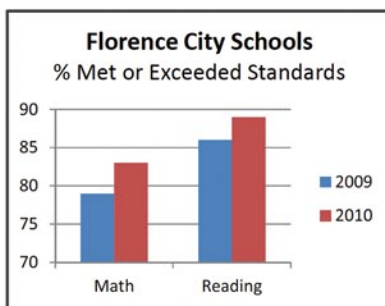 Florence City Schools
% Met or Exceeded Standards
90
85
80
75
70
Math Reading
2009
2010